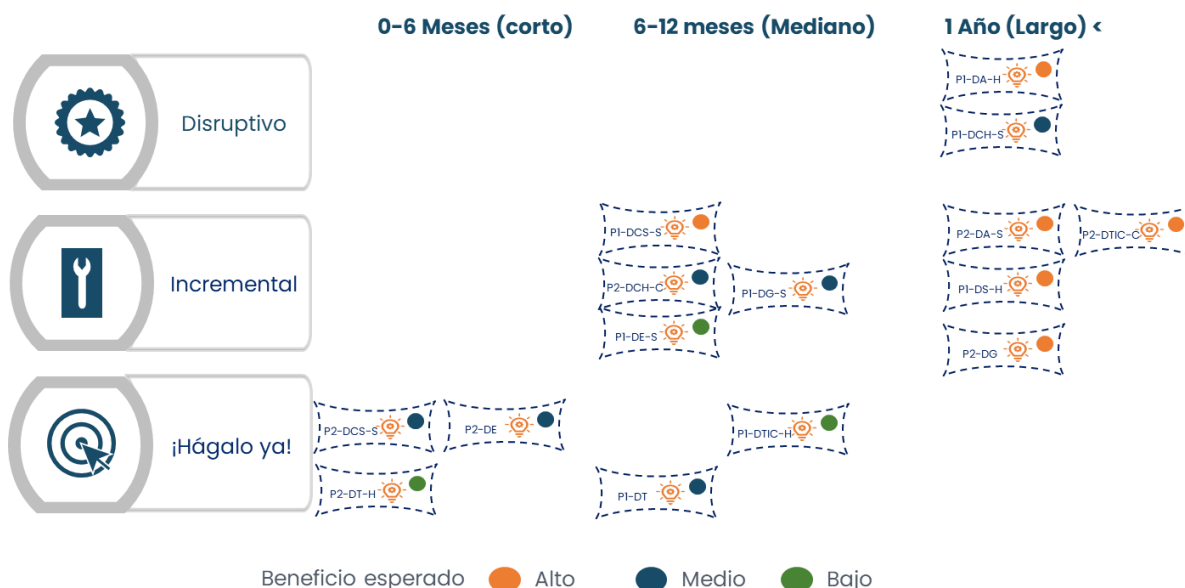 0-6 Meses (corto)
6-12 meses (Mediano)
1 Año (Largo) <
Disruptivo
P1-DA-H
P1-DCH-S
Incremental
P1-DCS-S
P2-DCH-C
P1-DG-S
P1-DE-S
P2-DA-S
P2-DTIC-C
P1-DS-H
P2-DG
¡Hágalo ya!
P2-DCS-S
P2-DE
P2-DT-H
P1-DTIC-H
P1-DT
Beneficio esperado
Alto
Medio
Bajo